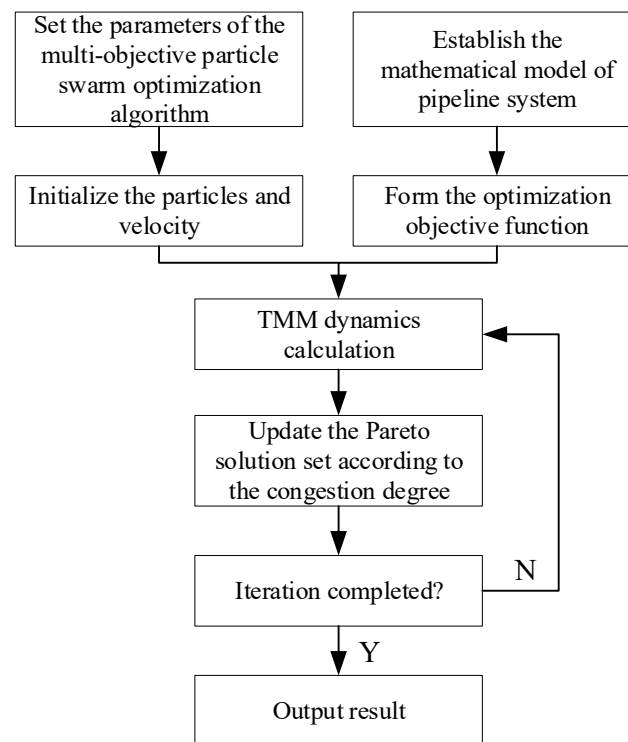 Set the parameters of the
multi-objective particle
swarm optimization
algorithm
Establish the
mathematical model of
pipeline system
Initialize the particles and
velocity
Form the optimization
objective function
TMM dynamics
calculation
Update the Pareto
solution set according to
the congestion degree
Iteration completed?
N
Y
Output result